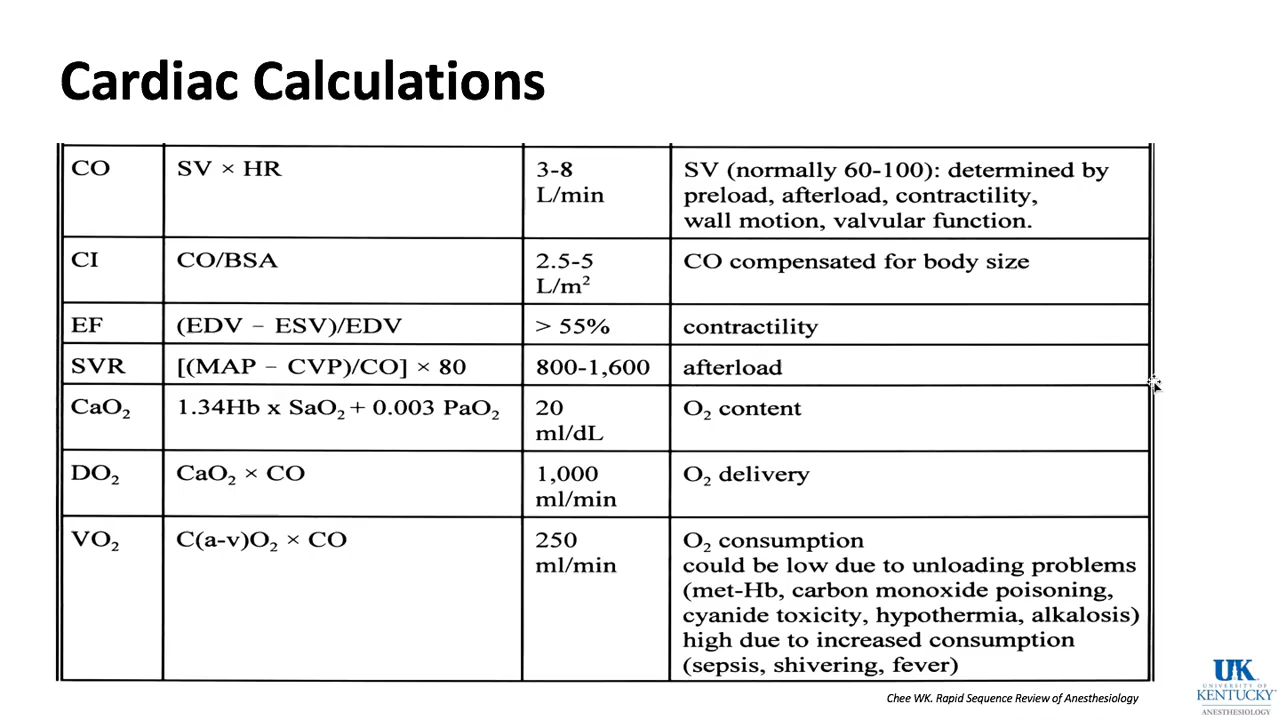 Cardiac Calculations
CO SV × HR 3-8 SV (normally 60-100): determined by
L/min preload, afterload, contractility,
wall motion, valvular function.
CI CO/BSA 2.5-5 CO compensated for body size
L/m²
EF (EDV – ESV)/EDV > 55% contractility
SVR [(MAP – CVP)/CO] × 80 800-1,600 afterload
CaO₂ 1.34Hb x SaO₂ + 0.003 PaO₂ 20 O₂ content
ml/dL
DO₂ CaO₂ × CO 1,000 O₂ delivery
ml/min
VO₂ C(a-v)O₂ × CO 250 O₂ consumption
ml/min could be low due to unloading problems
(met-Hb, carbon monoxide poisoning,
cyanide toxicity, hypothermia, alkalosis)
high due to increased consumption
(sepsis, shivering, fever)
Chee WK. Rapid Sequence Review of Anesthesiology
UK
UNIVERSITY OF
KENTUCKY
ANESTHESIOLOGY